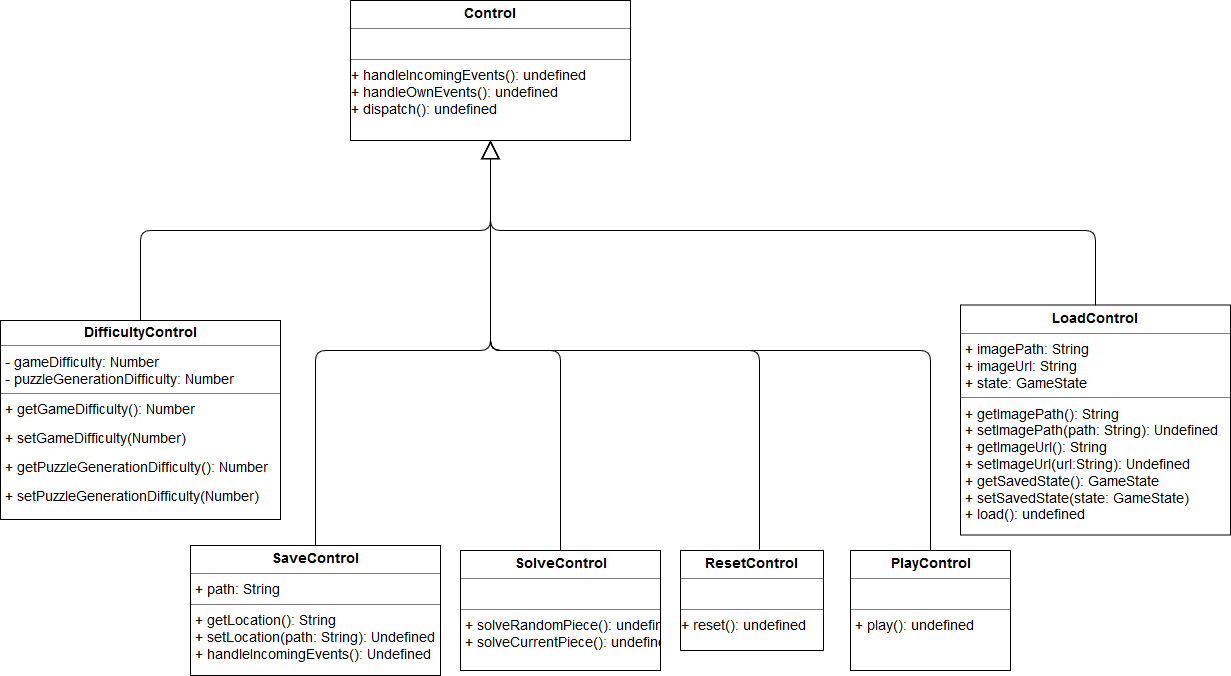 Control
+ handleIncomingEvents(): undefined
+ handleOwnEvents(): undefined
+ dispatch(): undefined
DifficultyControl
- gameDifficulty: Number
- puzzleGenerationDifficulty: Number
+ getGameDifficulty(): Number
+ setGameDifficulty(Number)
+ getPuzzleGenerationDifficulty(): Number
+ setPuzzleGenerationDifficulty(Number)
LoadControl
+ imagePath: String
+ imageUrl: String
+ state: GameState
+ getImagePath(): String
+ setImagePath(path: String): Undefined
+ getImageUrl(): String
+ setImageUrl(url:String): Undefined
+ getSavedState(): GameState
+ setSavedState(state: GameState)
+ load(): undefined
SaveControl
+ path: String
+ getLocation(): String
+ setLocation(path: String): Undefined
+ handleIncomingEvents(): Undefined
SolveControl
+ solveRandomPiece(): undefin
+ solveCurrentPiece(): undefin
ResetControl
+ reset(): undefined
PlayControl
+ play(): undefined